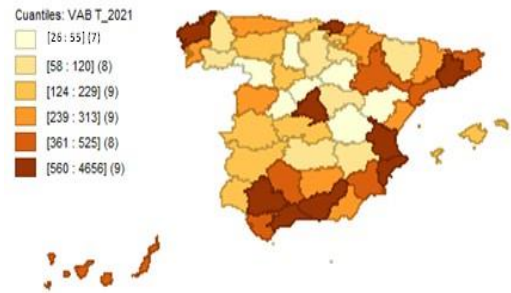 Cuantiles: VAB T_2021
[26 : 55] (7)
[58 : 120] (8)
[124 : 229] (9)
[239 : 313] (9)
[361 : 525] (8)
[560 : 4656] (9)